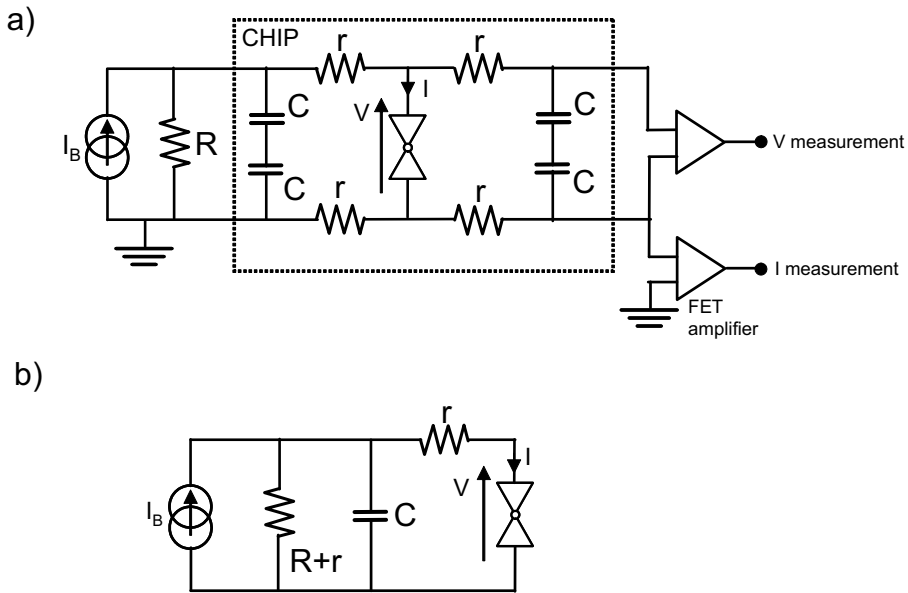 a)
CHIP
r
r
I
C
C
V
I_B
R
V measurement
C
C
r
r
I measurement
FET
amplifier
b)
r
I
V
I_B
C
R+r